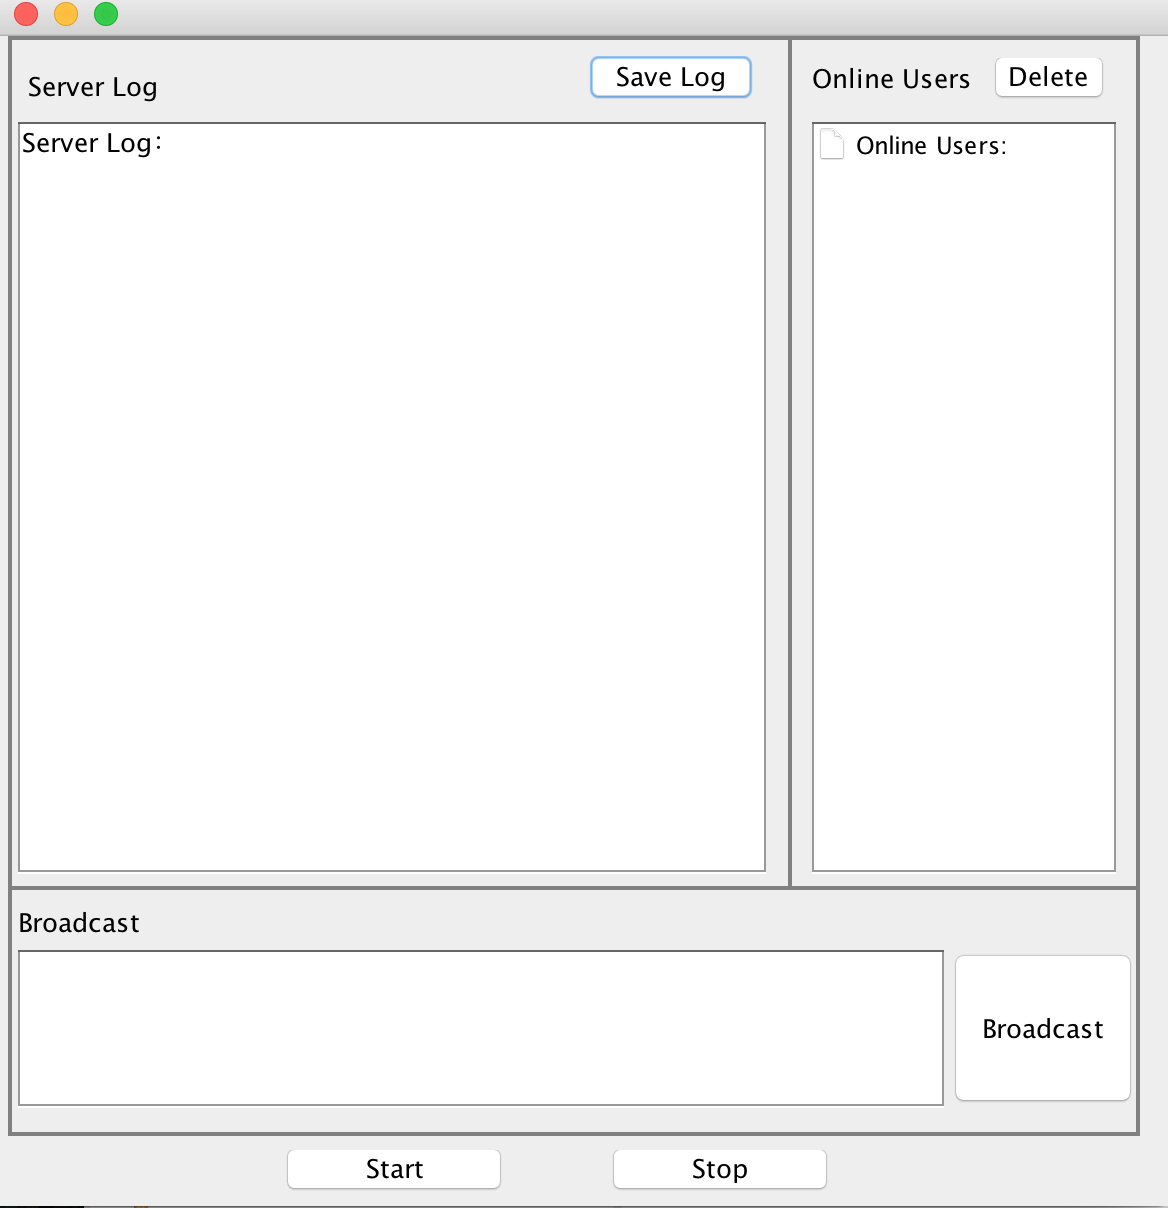 Server Log
Save Log
Online Users
Delete
Server Log:
Online Users:
Broadcast
Broadcast
Start
Stop